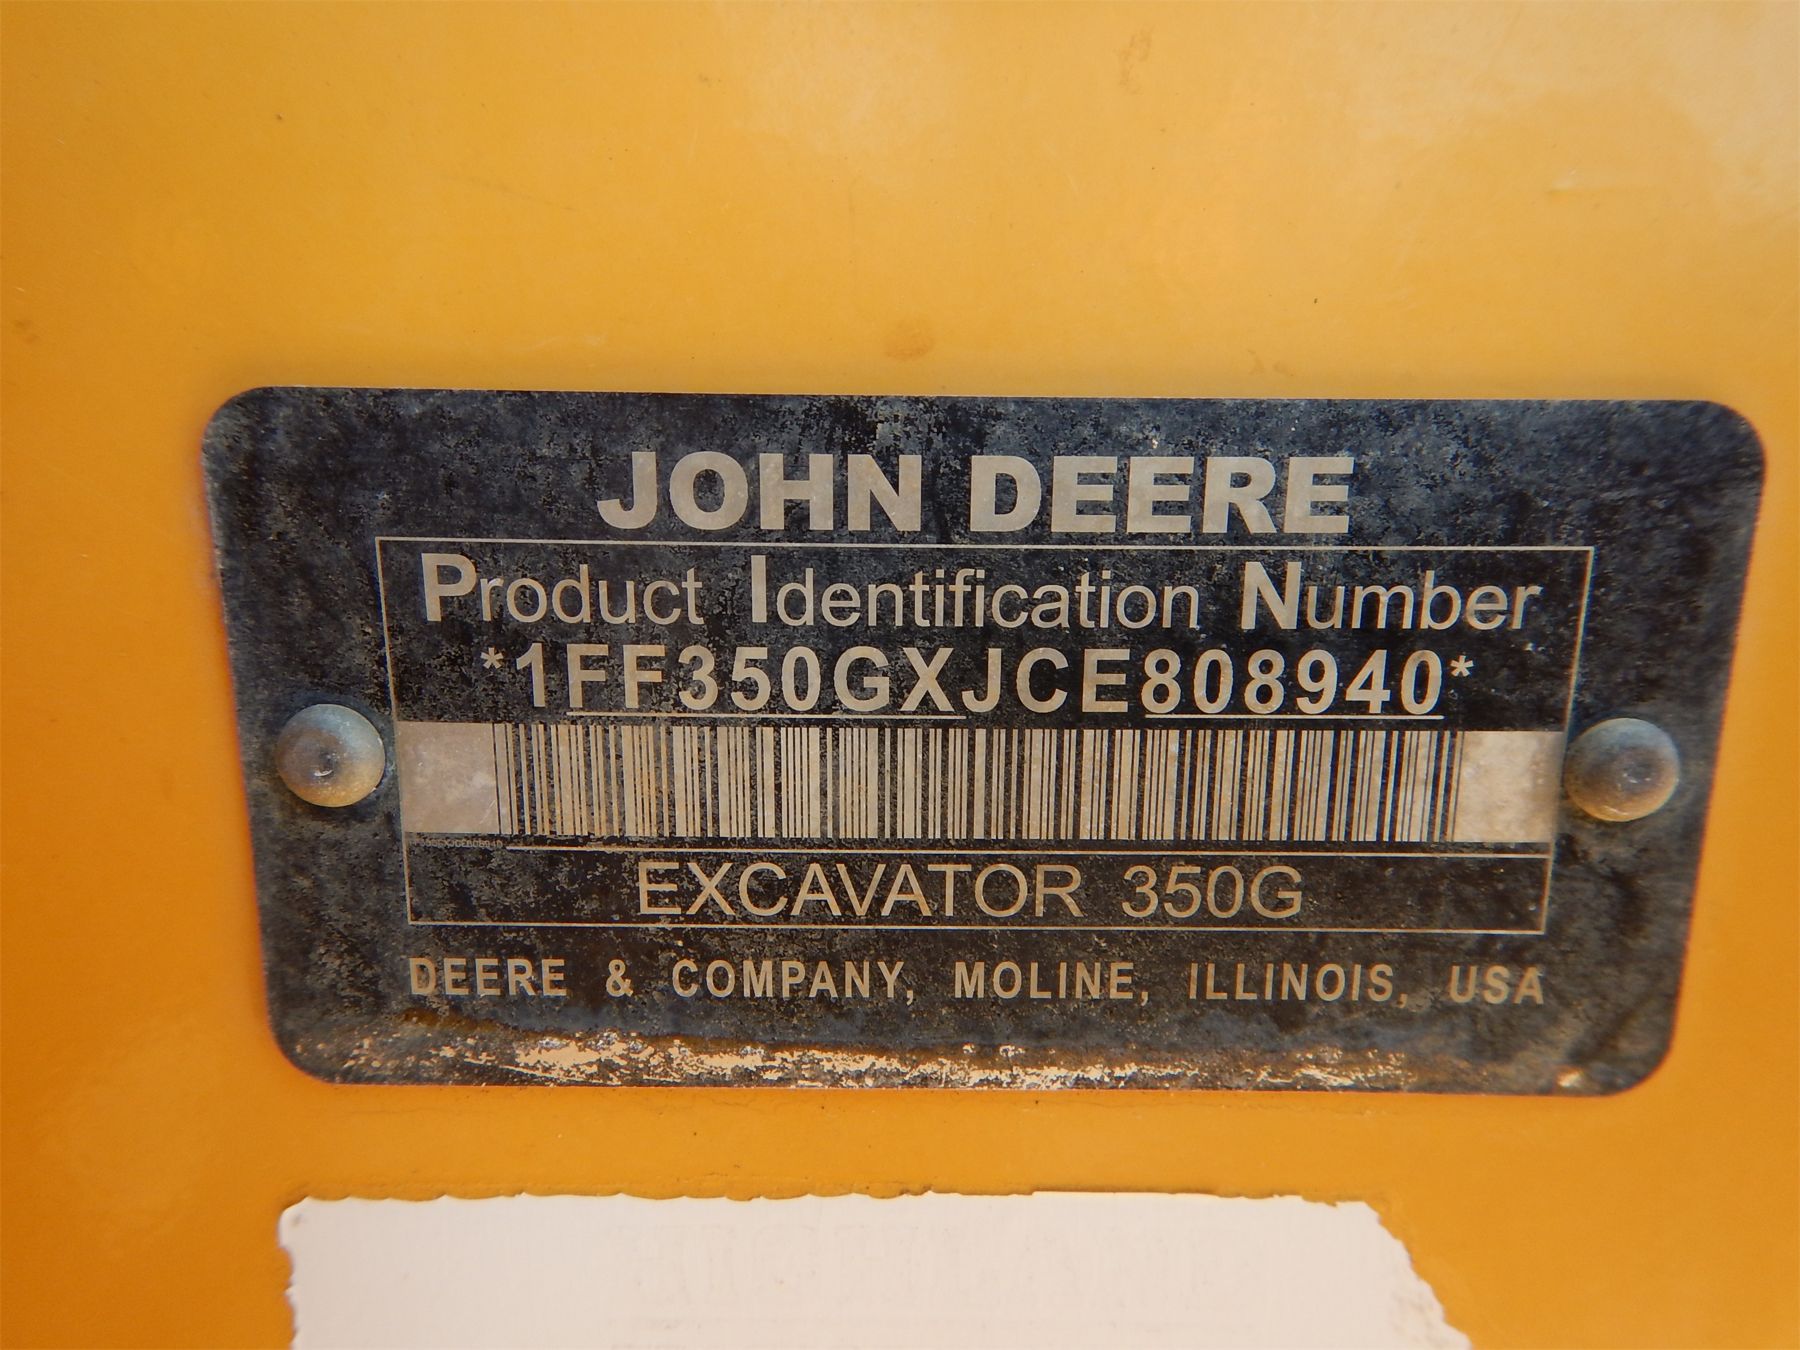 JOHN DEERE
Product Identification Number
*1FF350GXJCE808940*
EXCAVATOR 350G
DEERE & COMPANY, MOLINE, ILLINOIS, USA